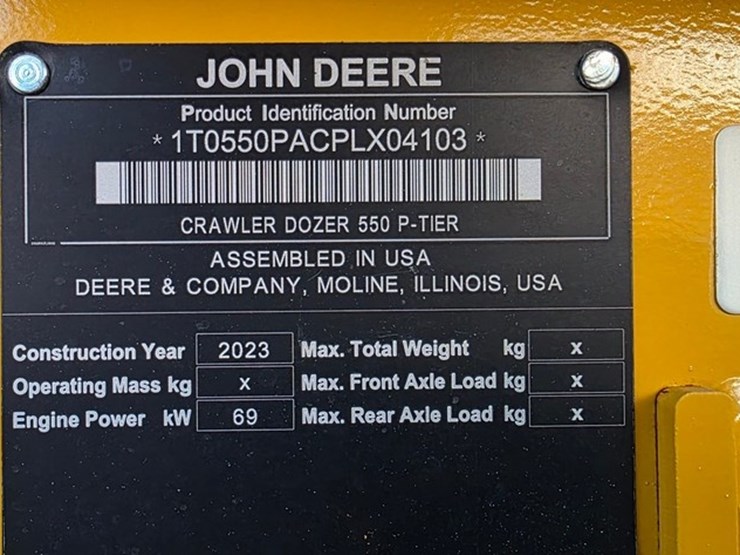 JOHN DEERE
Product Identification Number
* 1T0550PACPLX04103 *
CRAWLER DOZER 550 P-TIER
ASSEMBLED IN USA
DEERE & COMPANY, MOLINE, ILLINOIS, USA
Construction Year 2023 Max. Total Weight kg X
Operating Mass kg X Max. Front Axle Load kg X
Engine Power kW 69 Max. Rear Axle Load kg X